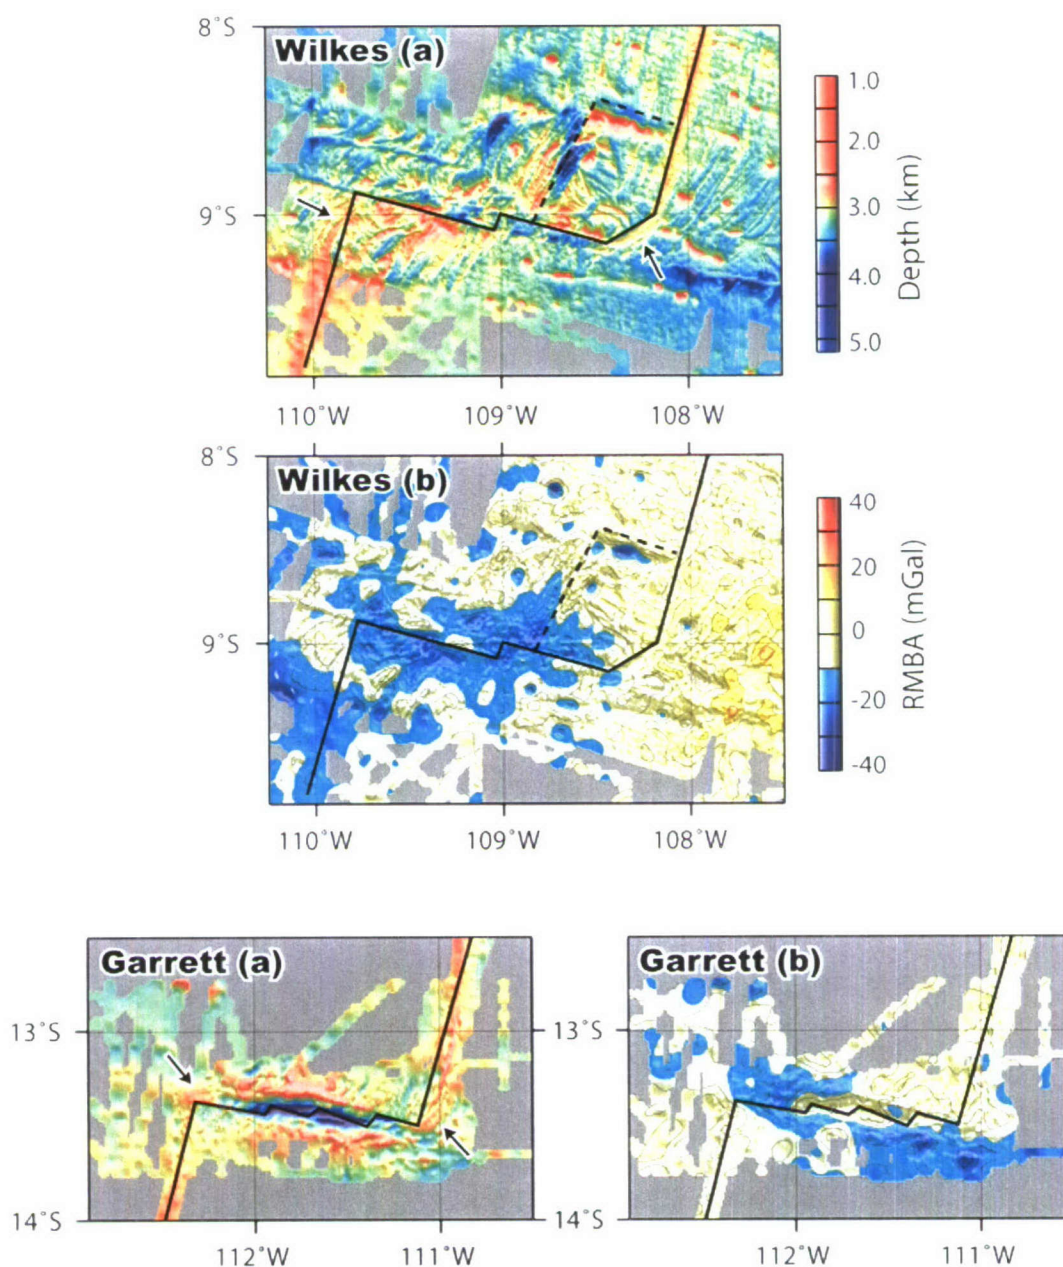 8°S
Wilkes (a)
9°S
110°W
109°W
108°W
1.0
2.0
3.0
4.0
5.0
Depth (km)
8°S
Wilkes (b)
9°S
110°W
109°W
108°W
40
20
0
-20
-40
RMBA (mGal)
Garrett (a)
13°S
14°S
112°W
111°W
Garrett (b)
13°S
14°S
112°W
111°W